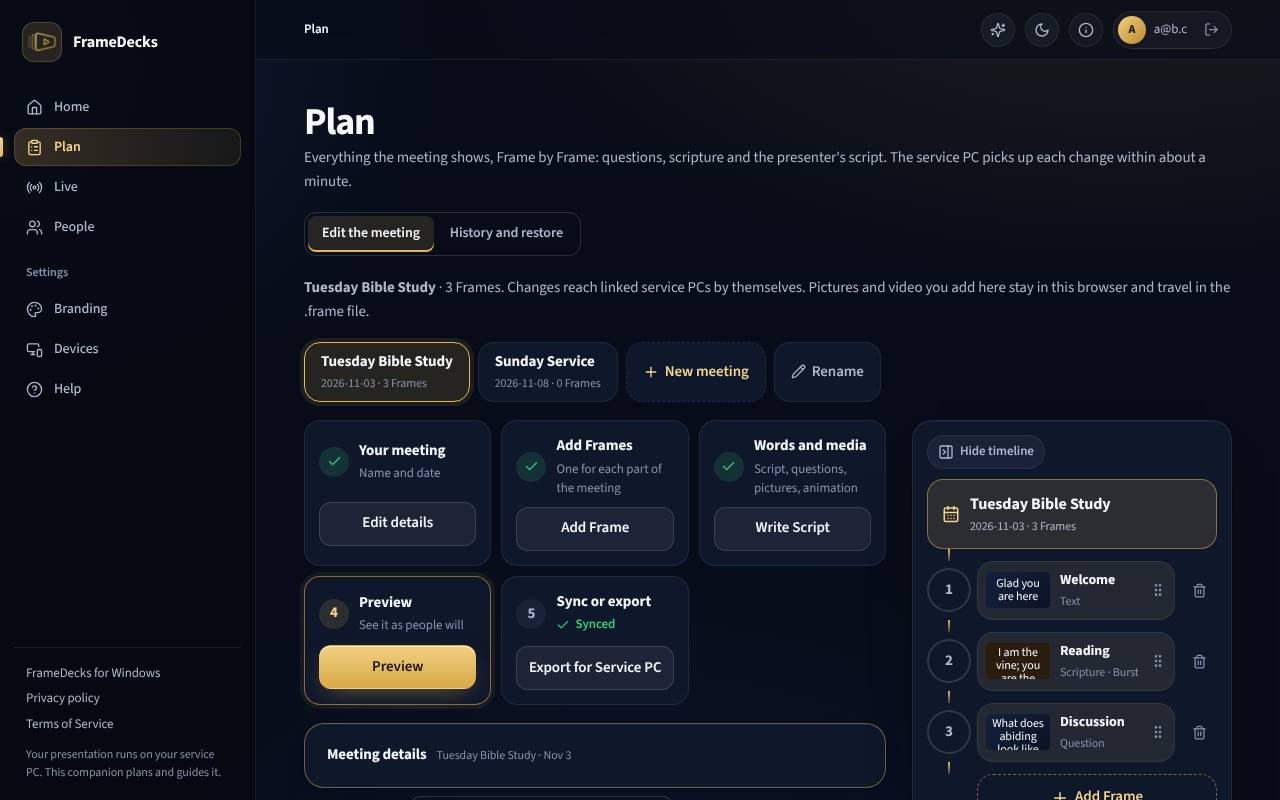 FrameDecks
Home
Plan
Live
People
Settings
Branding
Devices
Help
FrameDecks for Windows
Privacy policy
Terms of Service
Your presentation runs on your service
PC. This companion plans and guides it.
Plan
A
a@b.c
Plan
Everything the meeting shows, Frame by Frame: questions, scripture and the presenter's script. The service PC picks up each change within about a
minute.
Edit the meeting
History and restore
Tuesday Bible Study · 3 Frames. Changes reach linked service PCs by themselves. Pictures and video you add here stay in this browser and travel in the
.frame file.
Tuesday Bible Study
2026-11-03 · 3 Frames
Sunday Service
2026-11-08 · 0 Frames
New meeting
Rename
Your meeting
Name and date
Edit details
Add Frames
One for each part of
the meeting
Add Frame
Words and media
Script, questions,
pictures, animation
Write Script
4
Preview
See it as people will
Preview
5
Sync or export
Synced
Export for Service PC
Meeting details
Tuesday Bible Study · Nov 3
Hide timeline
Tuesday Bible Study
2026-11-03 · 3 Frames
1
Glad you
are here
Welcome
Text
2
I am the
vine; you
are the
Reading
Scripture · Burst
3
What does
abiding
look like
Discussion
Question
Add Frame